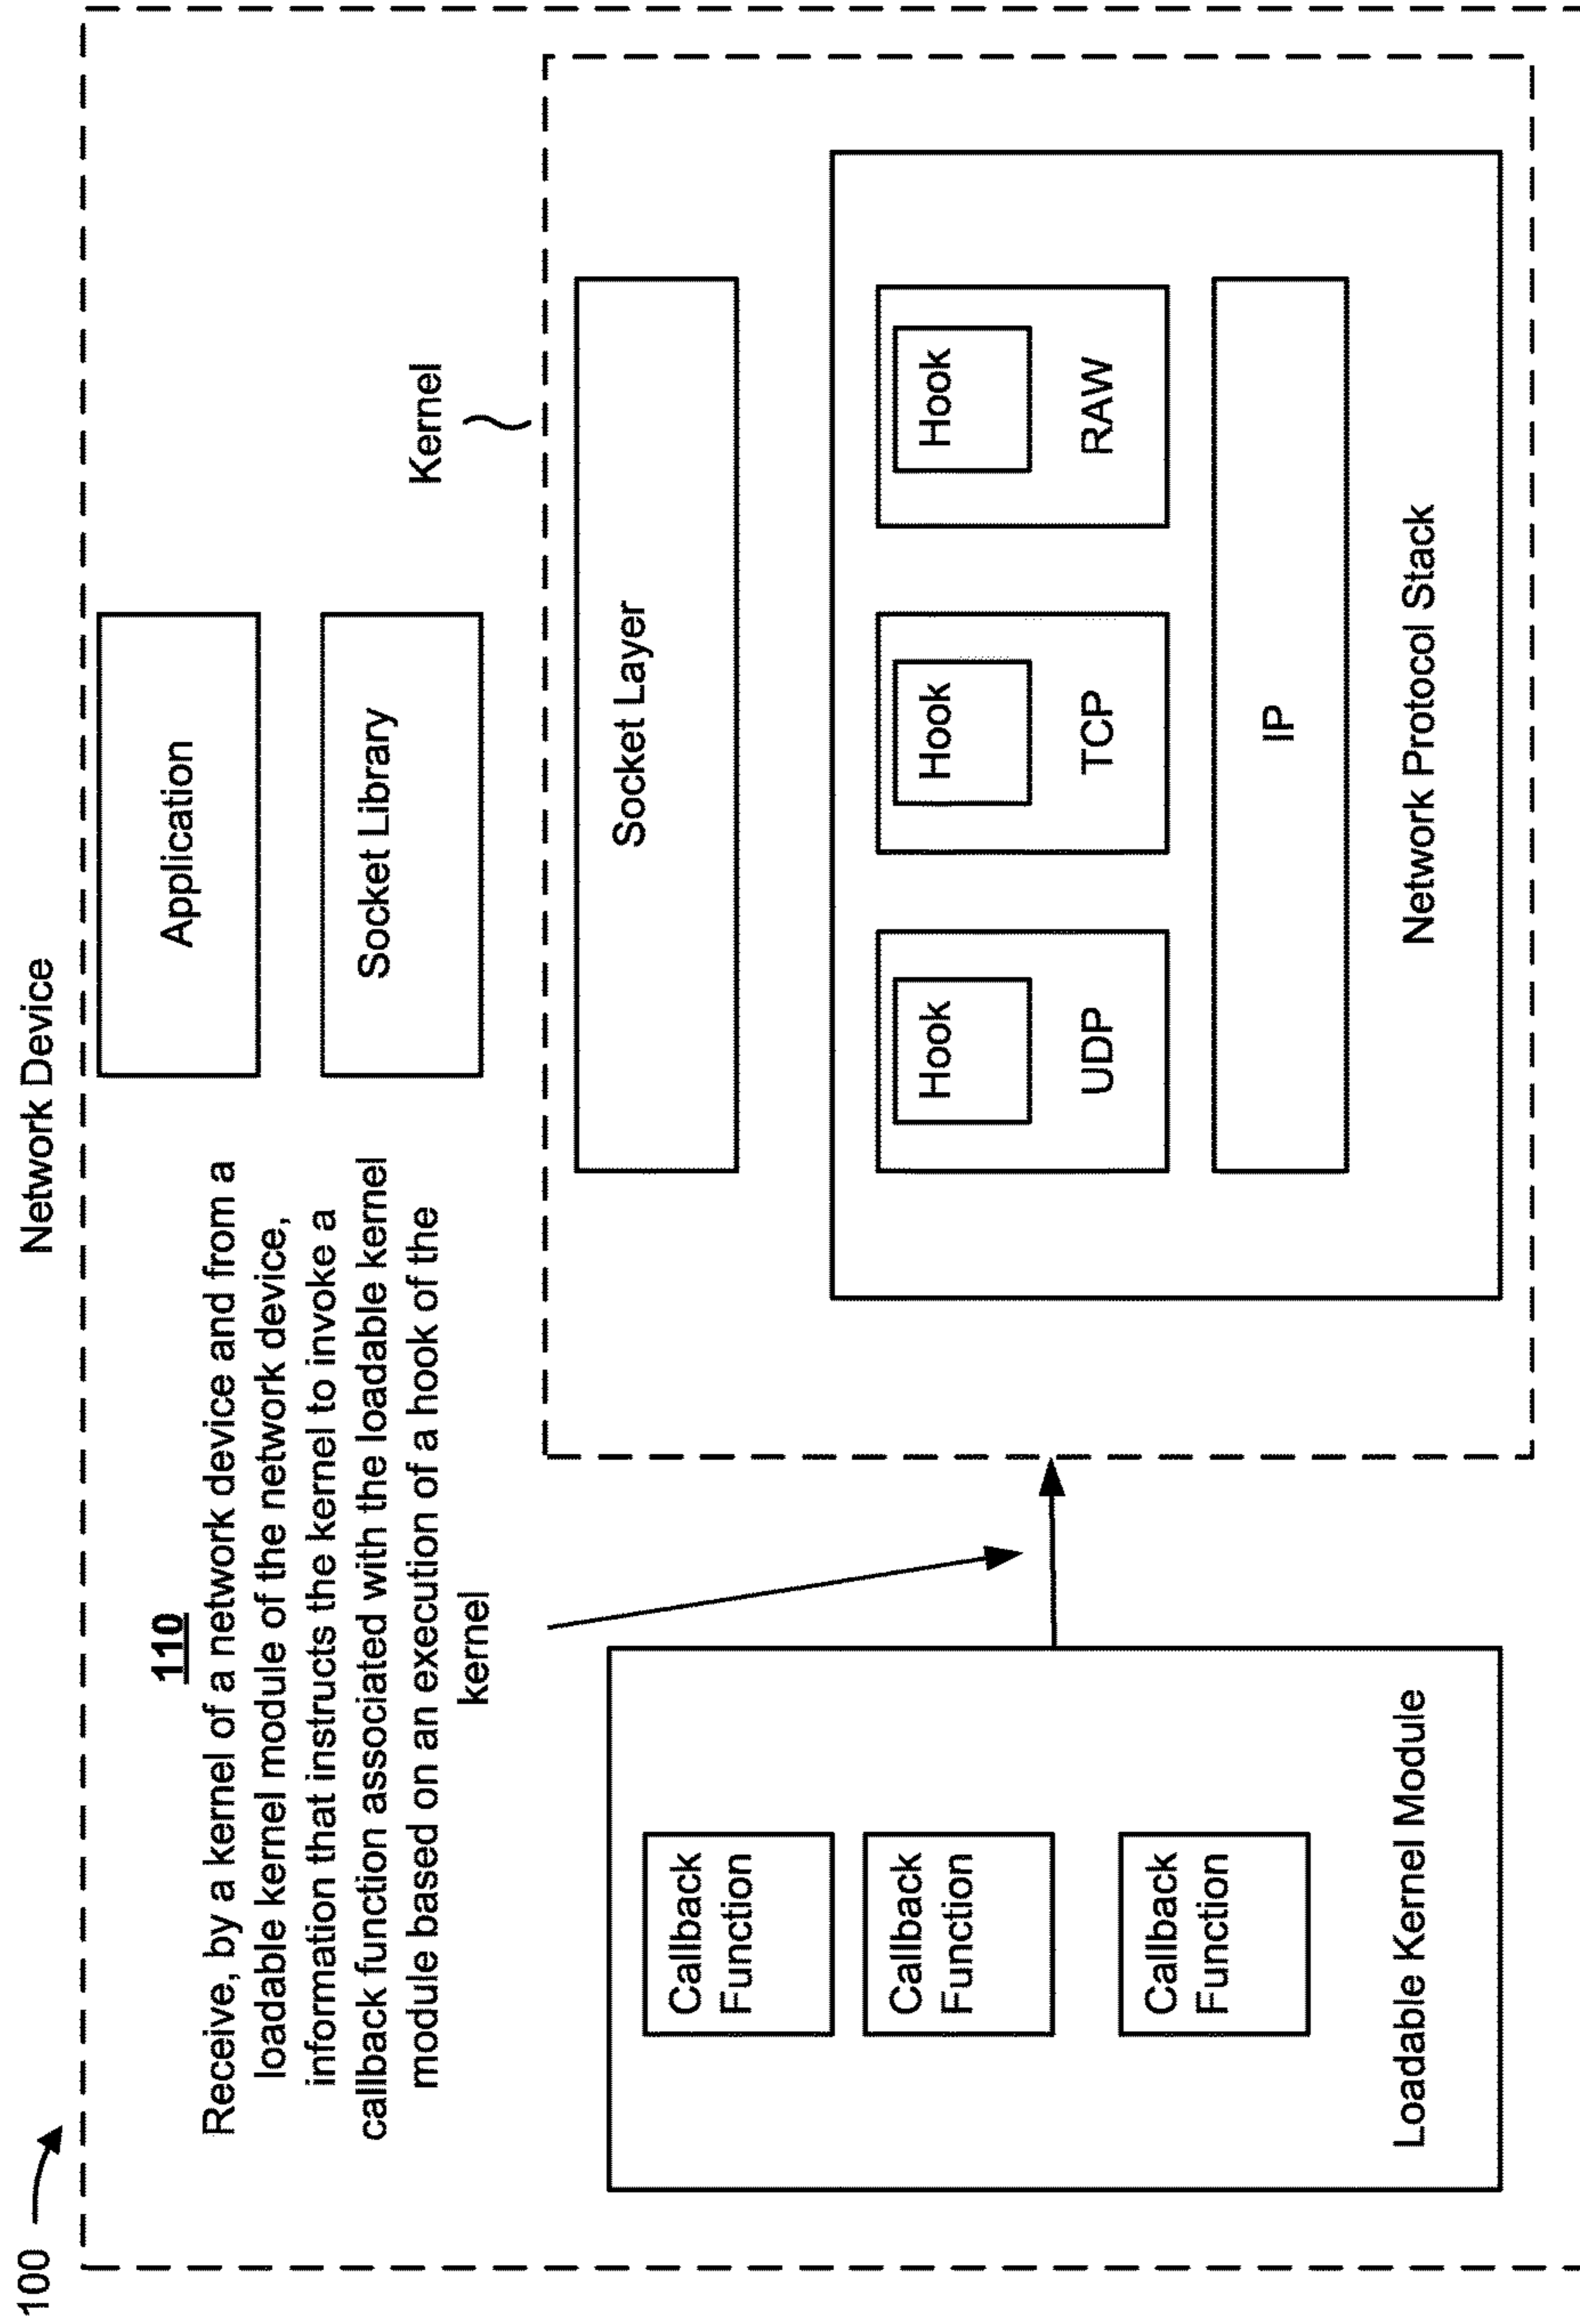 100
Network Device
110
Receive, by a kernel of a network device and from a
loadable kernel module of the network device,
information that instructs the kernel to invoke a
callback function associated with the loadable kernel
module based on an execution of a hook of the
kernel
Application
Socket Library
Kernel
Socket Layer
Hook
UDP
Hook
TCP
Hook
RAW
IP
Network Protocol Stack
Callback
Function
Callback
Function
Callback
Function
Loadable Kernel Module